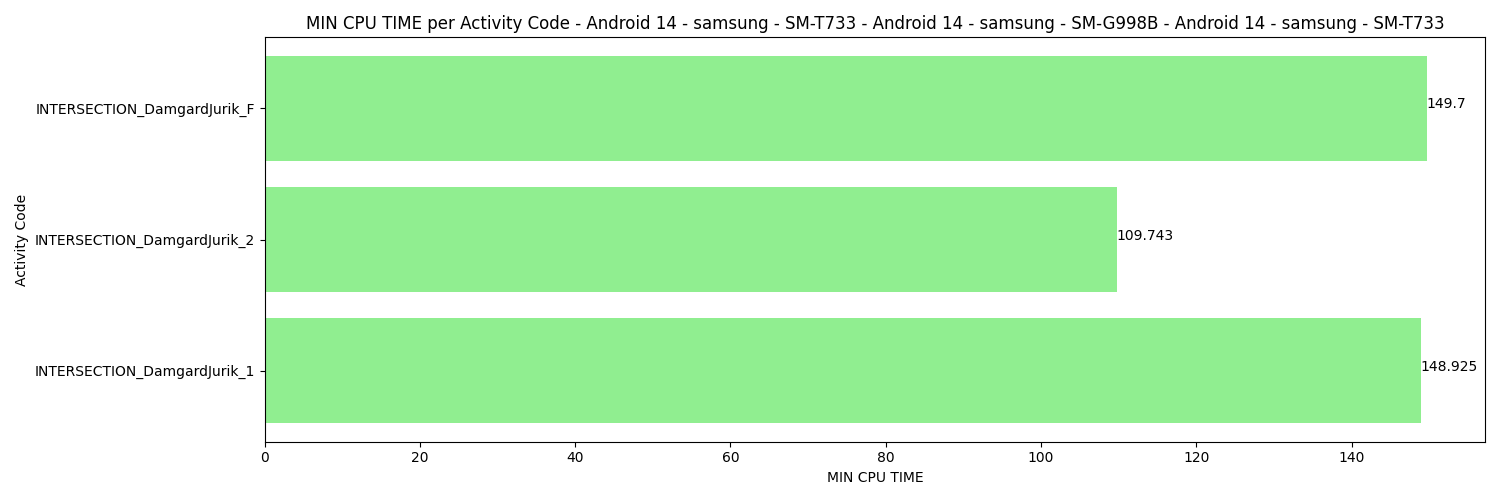 MIN CPU TIME per Activity Code - Android 14 - samsung - SM-T733 - Android 14 - samsung - SM-G998B - Android 14 - samsung - SM-T733
INTERSECTION_DamgardJurik_F
149.7
Activity Code
INTERSECTION_DamgardJurik_2
109.743
INTERSECTION_DamgardJurik_1
148.925
0 20 40 60 80 100 120 140
MIN CPU TIME